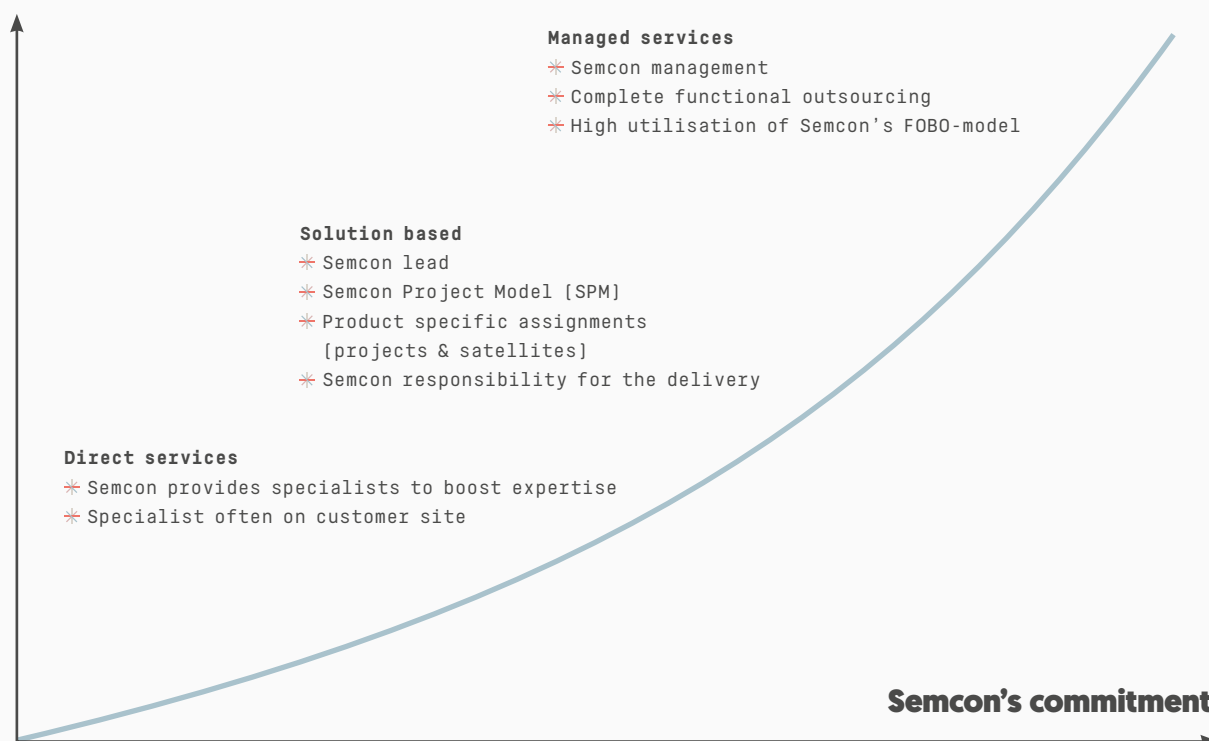 Managed services
Semcon management
Complete functional outsourcing
High utilisation of Semcon's FOBO-model
Solution based
Semcon lead
Semcon Project Model [SPM]
Product specific assignments
[projects & satellites]
Semcon responsibility for the delivery
Direct services
Semcon provides specialists to boost expertise
Specialist often on customer site
Semcon's commitment